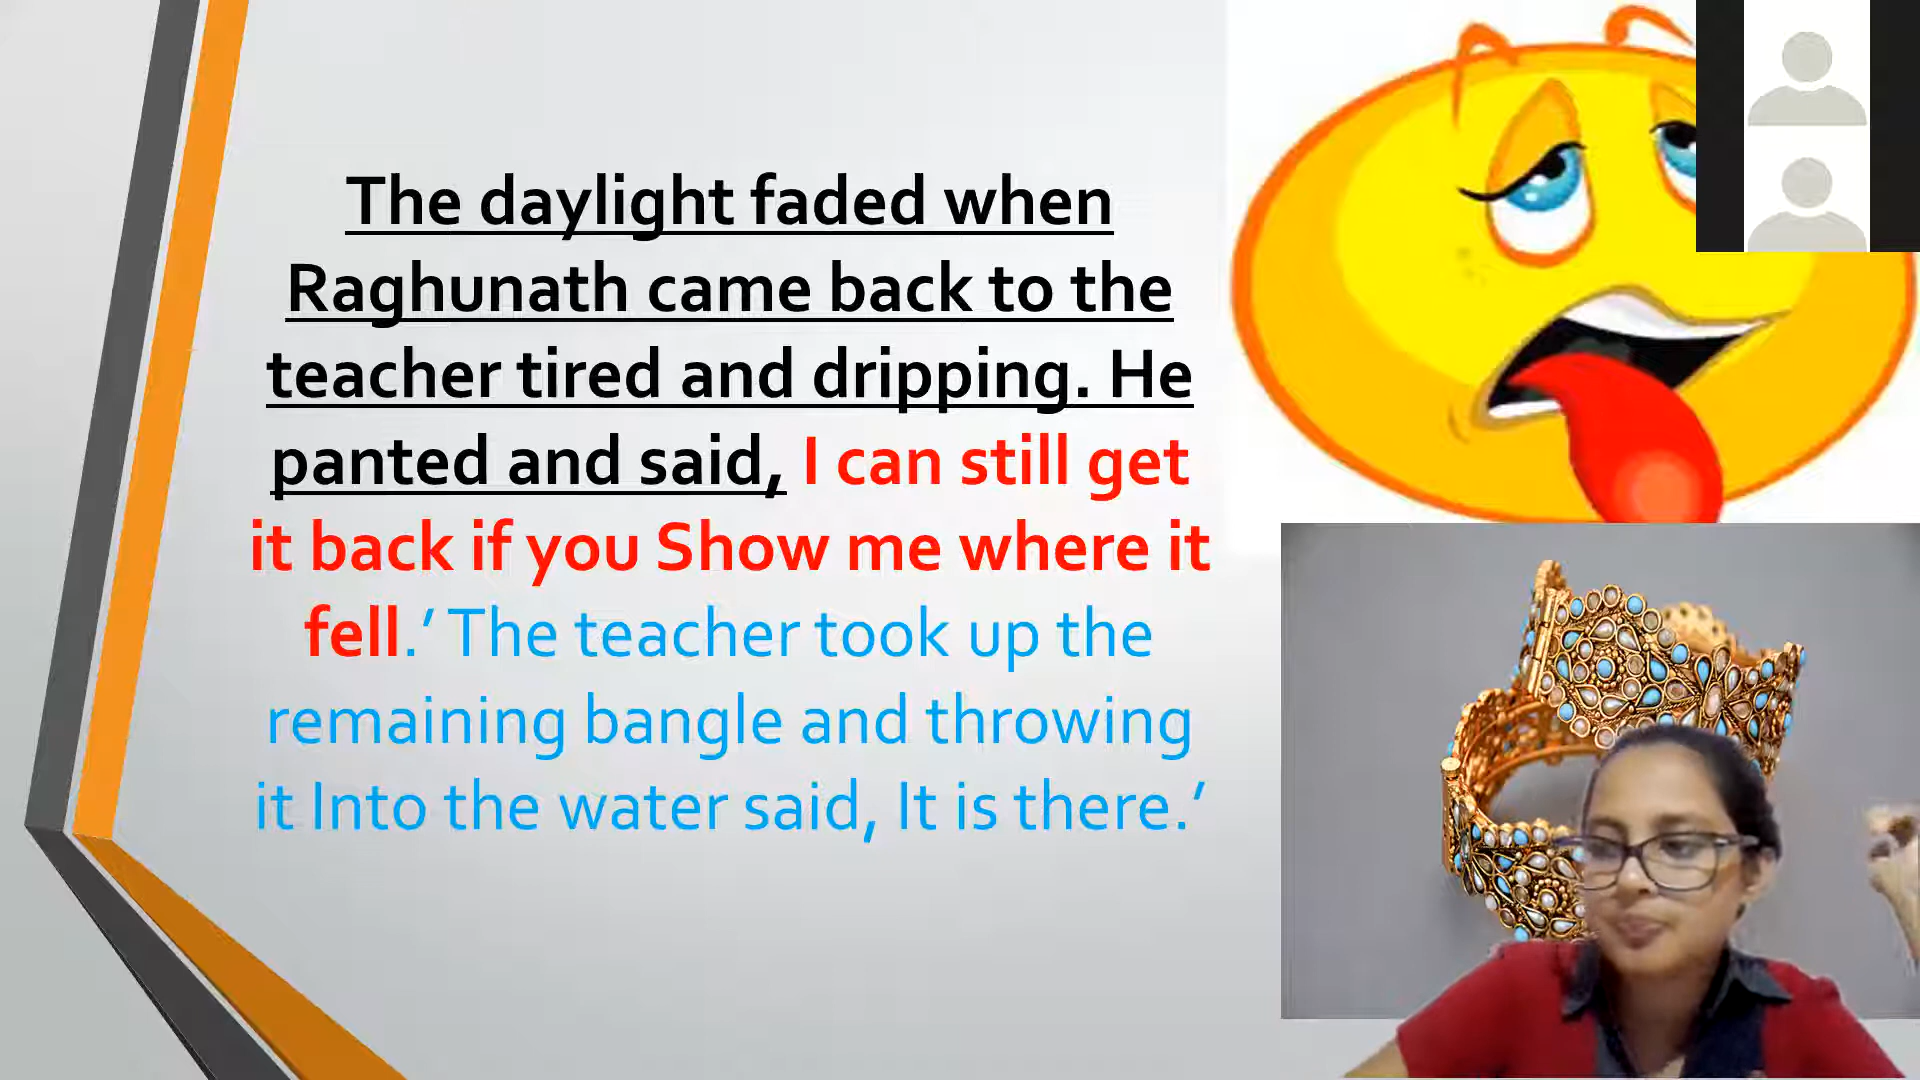 The daylight faded when
Raghunath came back to the
teacher tired and dripping. He
panted and said, I can still get
it back if you Show me where it
fell.’ The teacher took up the
remaining bangle and throwing
it Into the water said, It is there.’